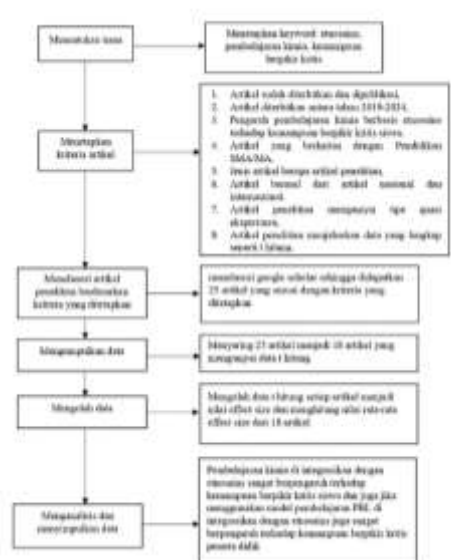 Menentukan tema
Menetapkan keyword etnosains,
pembelajaran kimia, kemampuan
berpikir kritis
Menetapkan
kriteria artikel
1. Artikel sudah diterbitkan dan dipublikasi,
2. Artikel diterbitkan antara tahun 2019-2024,
3. Pengaruh pembelajaran kimia berbasis etnosains
terhadap kemampuan berpikir kritis siswa.
4. Artikel yang berkaitan dengan Pendidikan
SMA/MA,
5. Jenis artikel berupa artikel penelitian,
6. Artikel berasal dari artikel nasional dan
internasional.
7. Artikel penelitian mempunyai tipe quasi
eksperimen,
8. Artikel penelitian menjelaskan data yang lengkap
seperti t hitung.
Menelusuri artikel
penelitian berdasarkan
kriteria yang ditetapkan
menelusuri google scholar sehingga didapatkan
25 artikel yang sesuai dengan kriteria yang
ditetapkan
Mengumpulkan data
Menyaring 25 artikel menjadi 18 artikel yang
mempunyai data t hitung
Mengolah data
Mengolah data t hitung setiap artikel menjadi
nilai effect size dan menghitung nilai rata-rata
effect size dari 18 artikel
Menganalisis dan
menyimpulkan data
Pembelajaran kimia di integrasikan dengan
etnosains sangat berpengaruh terhadap
kemampuan berpikir kritis siswa dan juga jika
menggunakan model pembelajaran PBL di
integrasikan dengan etnosains juga sangat
berpengaruh terhadap kemampuan berpikir kritis
peserta didik